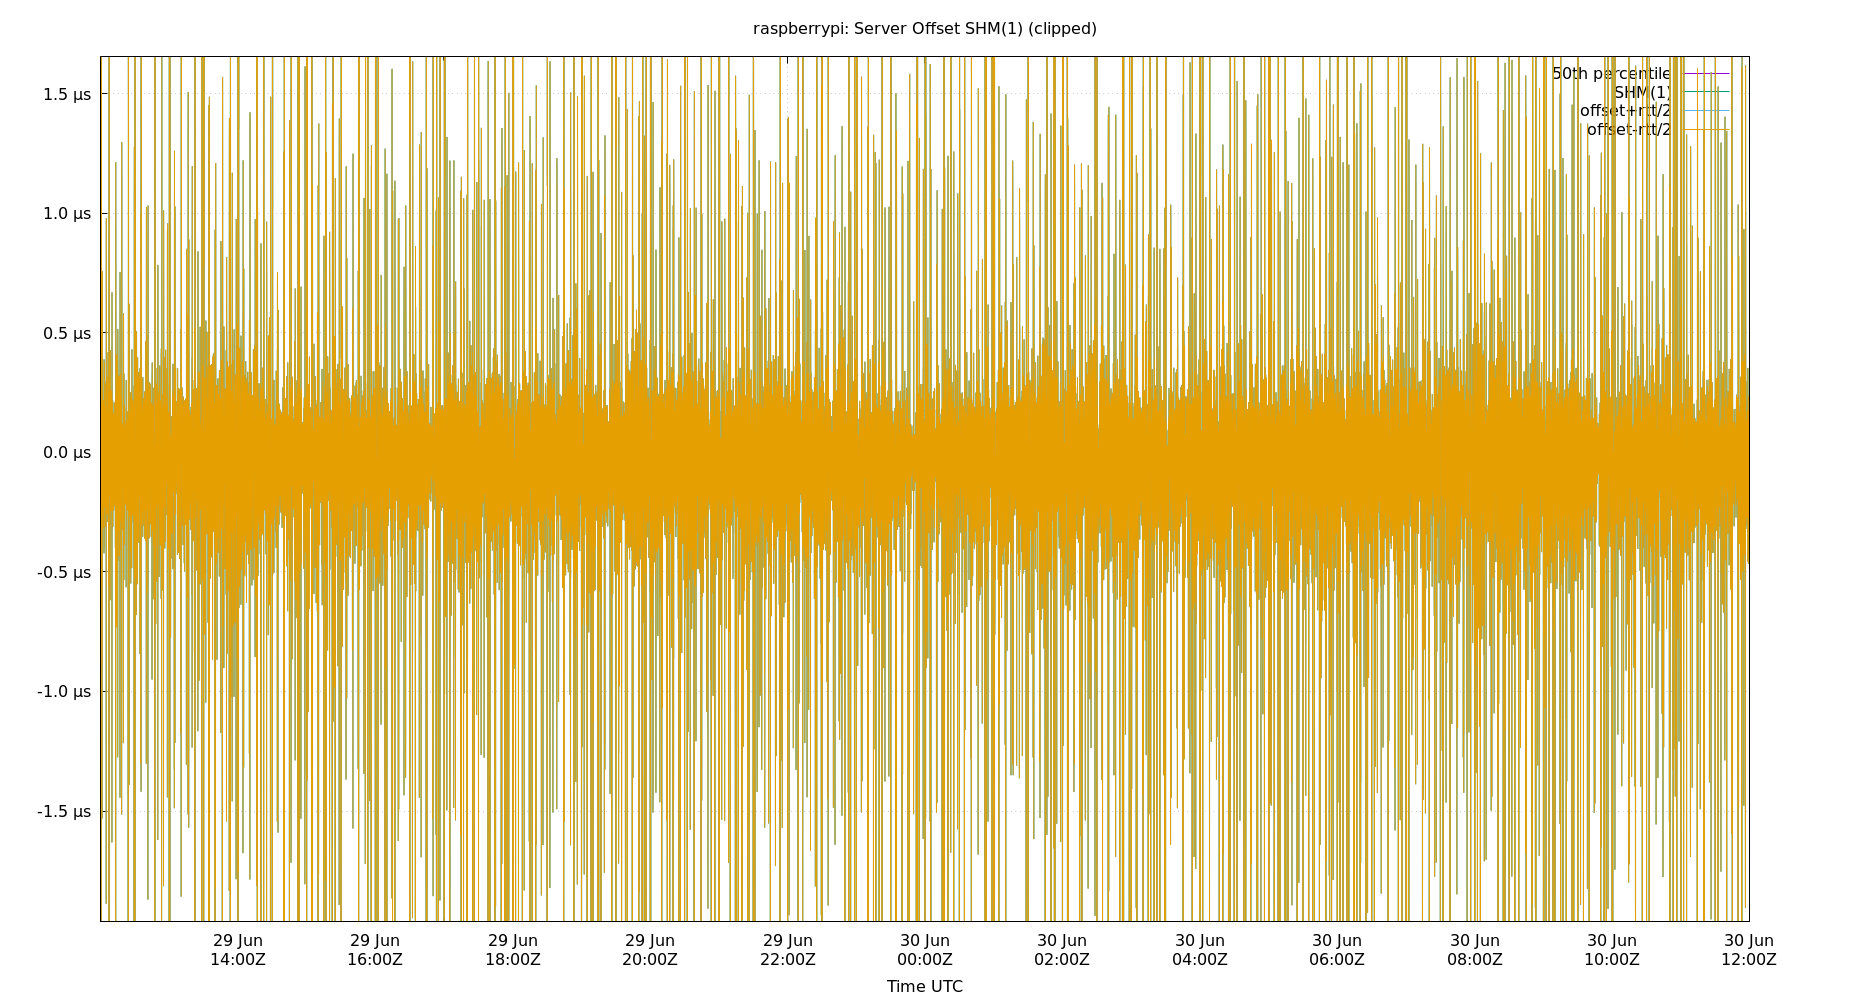 raspberrypi: Server Offset SHM(1) (clipped)
50th percentile
SHM(1)
offset+rtt/2
offset-rtt/2
1.5 µs
1.0 µs
0.5 µs
0.0 µs
-0.5 µs
-1.0 µs
-1.5 µs
29 Jun 29 Jun 29 Jun 29 Jun 29 Jun 30 Jun 30 Jun 30 Jun 30 Jun 30 Jun 30 Jun 30 Jun
14:00Z 16:00Z 18:00Z 20:00Z 22:00Z 00:00Z 02:00Z 04:00Z 06:00Z 08:00Z 10:00Z 12:00Z
Time UTC